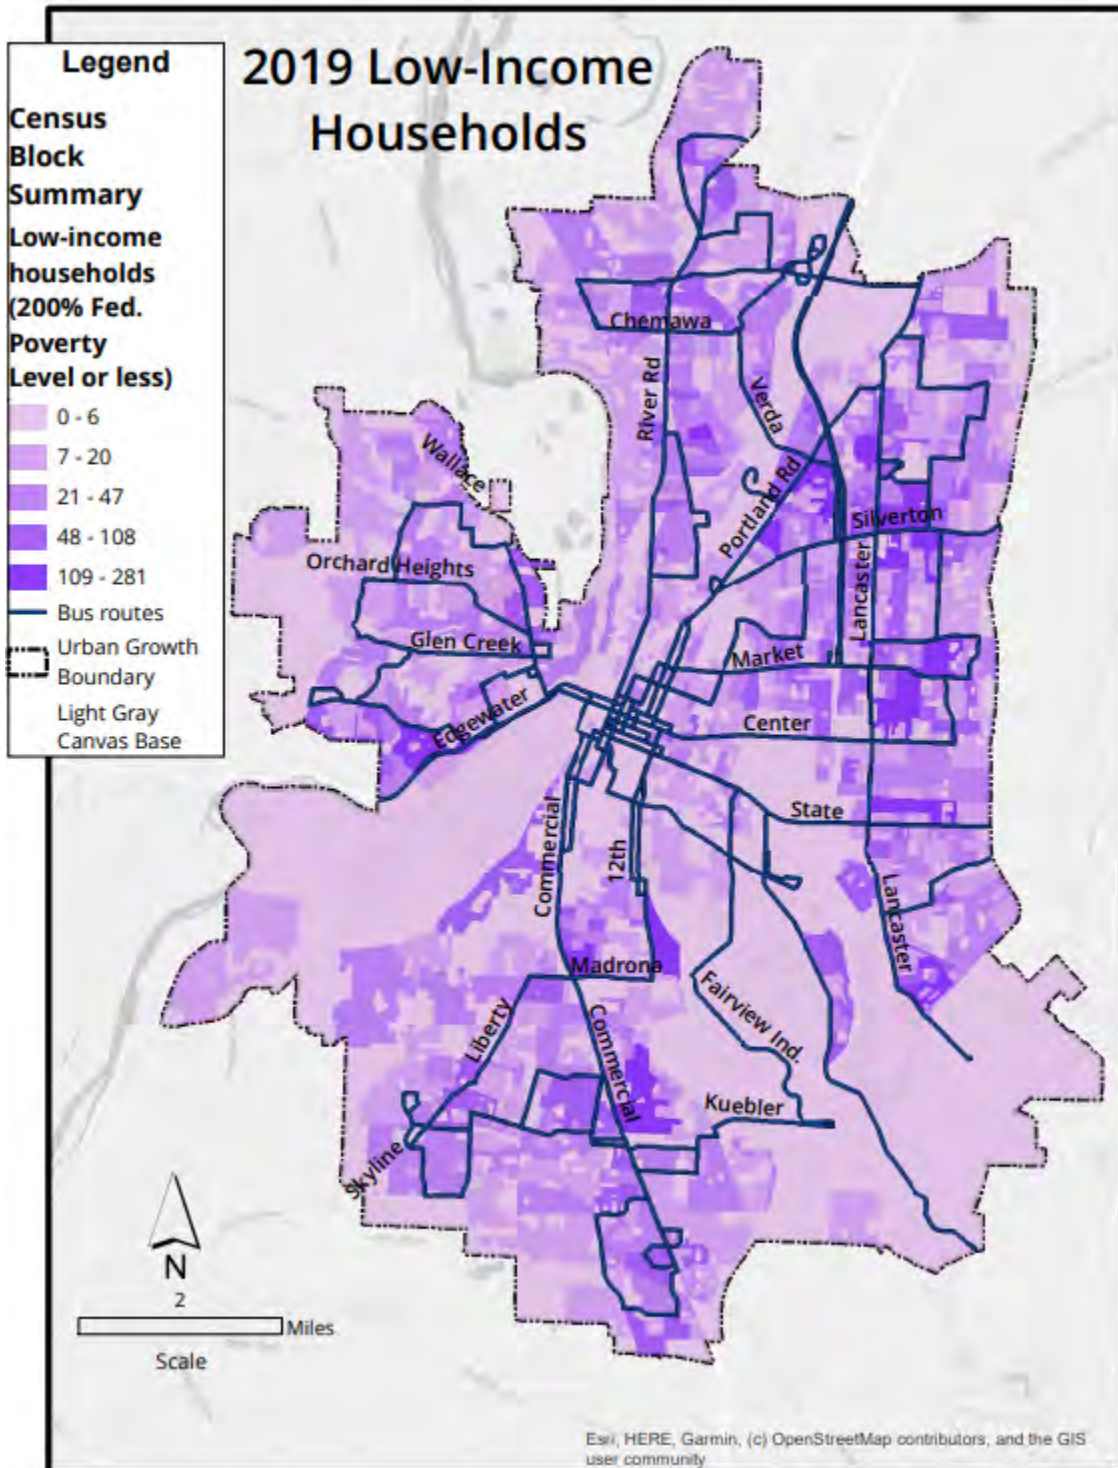 Legend
Census
Block
Summary
Low-income
households
(200% Fed.
Poverty
Level or less)
0 - 6
7 - 20
21 - 47
48 - 108
109 - 281
Bus routes
Urban Growth
Boundary
Light Gray
Canvas Base
2019 Low-Income
Households
Chemawa
River Rd
Verda
Wallace
Portland Rd
Silverton
Orchard Heights
Lancaster
Glen Creek
Market
Edgewater
Center
State
Commercial
12th
Lancaster
Madrona
Fairview Ind.
Liberty
Commercial
Kuebler
Skyline
N
2
Miles
Scale
Esri, HERE, Garmin, (c) OpenStreetMap contributors, and the GIS
user community